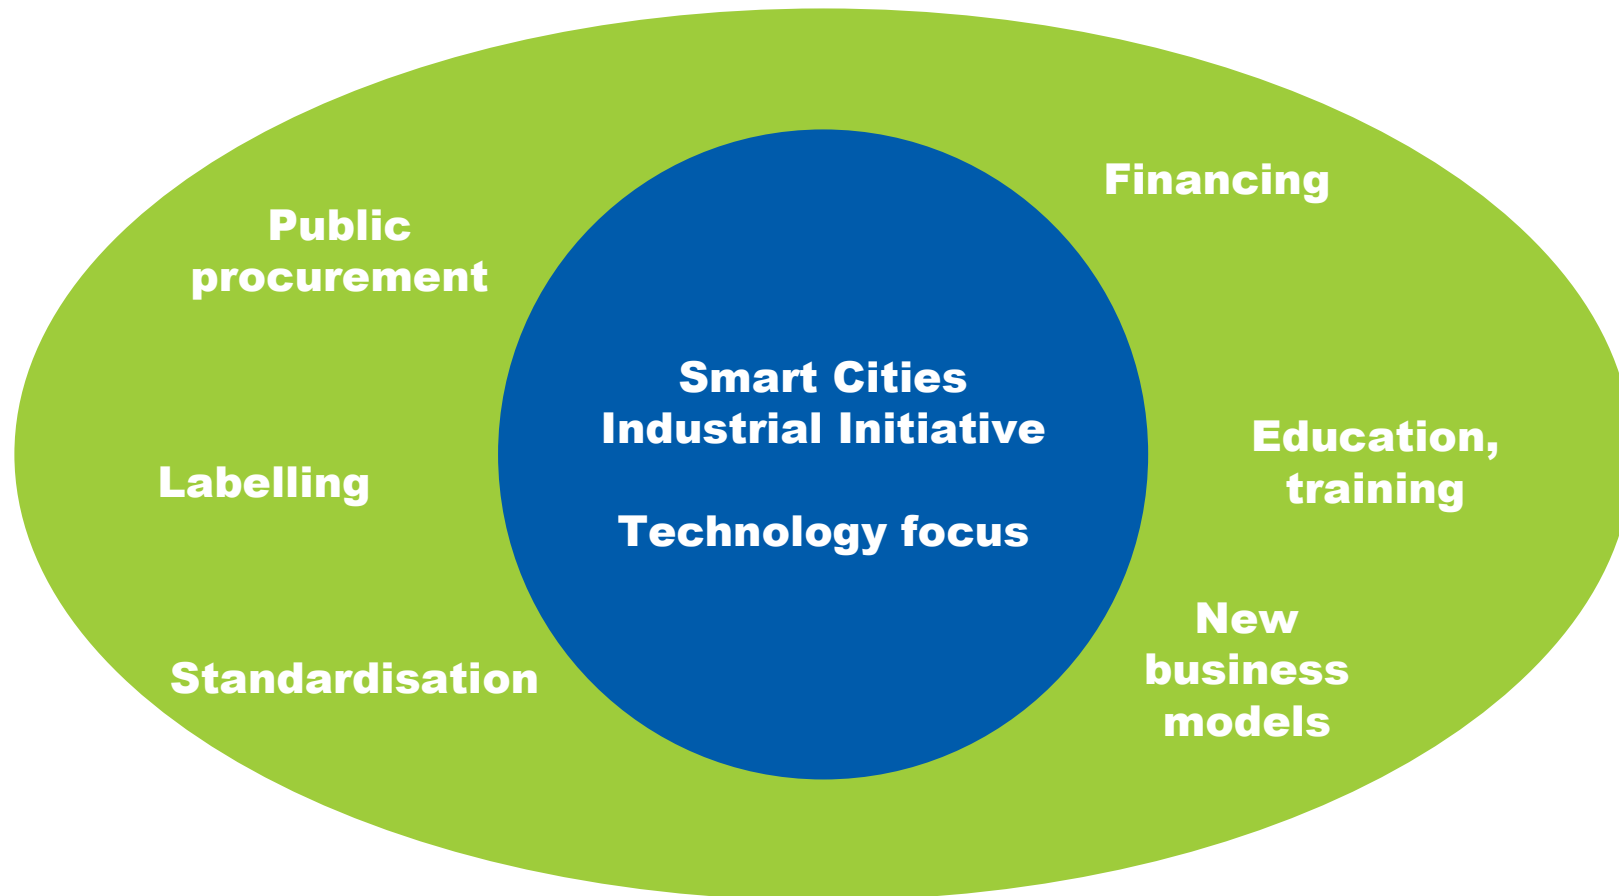 Public
procurement
Labelling
Standardisation
Smart Cities
Industrial Initiative
Technology focus
Financing
Education,
training
New
business
models